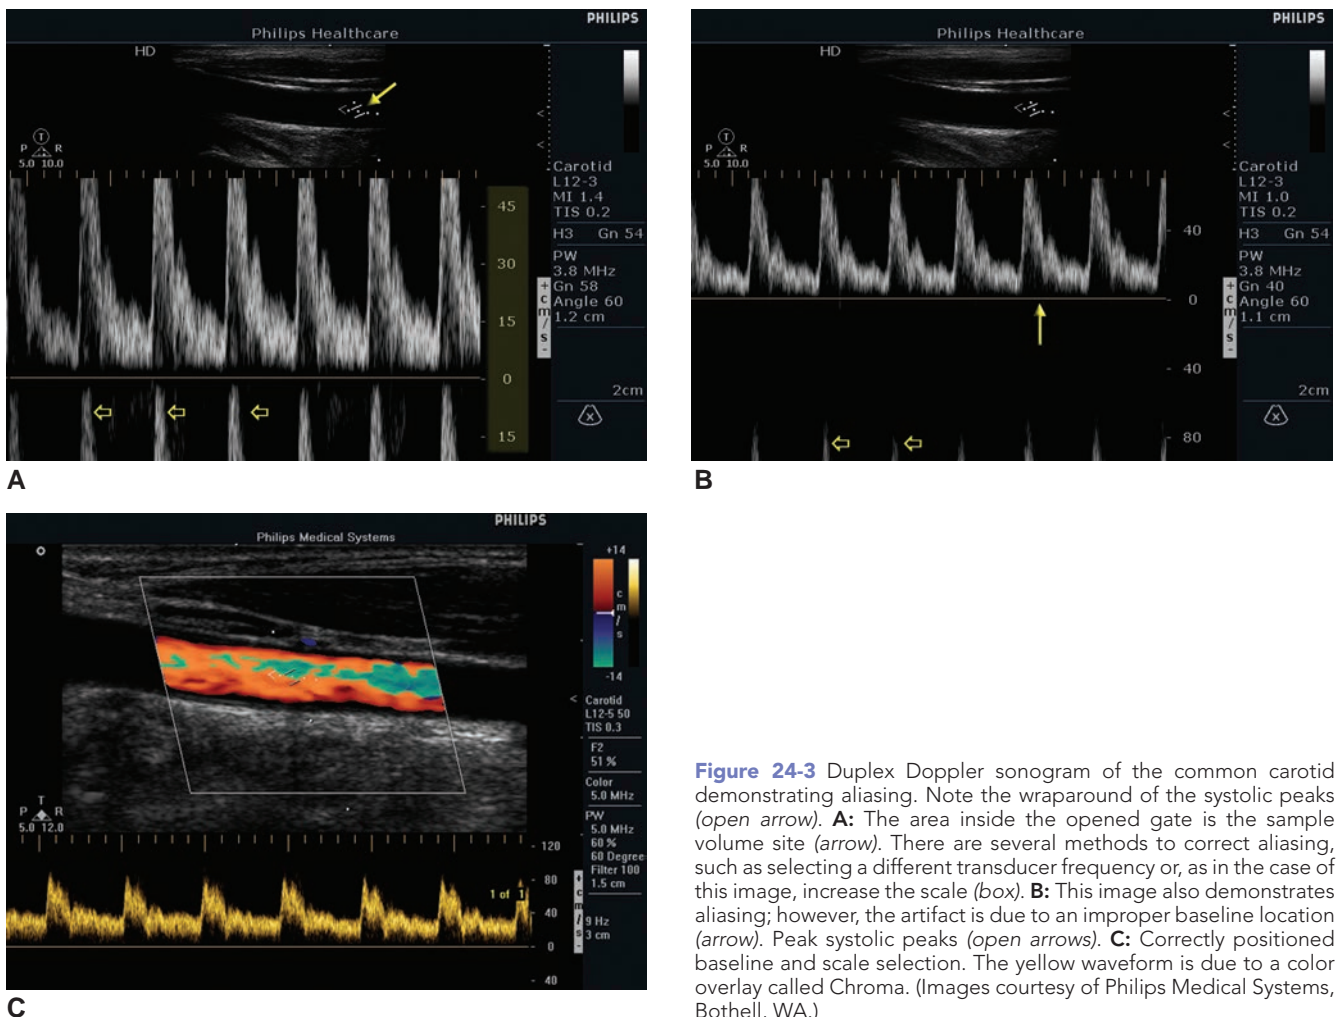 PHILIPS
Philips Healthcare
HD
T
P R
5.0 10.0
Carotid
L12-3
MI 1.4
TIS 0.2
H3 Gn 54
PW
3.8 MHz
Gn 58
Angle 60
1.2 cm
45
30
15
0
15
+cm/s-
2cm
X
A
PHILIPS
Philips Healthcare
HD
T
P R
5.0 10.0
Carotid
L12-3
MI 1.0
TIS 0.2
H3 Gn 54
PW
3.8 MHz
Gn 40
Angle 60
1.1 cm
40
0
40
80
+cm/s-
2cm
X
B
PHILIPS
Philips Medical Systems
+14
cm/s
-14
Carotid
L12-5 50
TIS 0.3
F2
51 %
Color
5.0 MHz
PW
5.0 MHz
60 %
60 Degree
Filter 100
1.5 cm
9 Hz
3 cm
T
P R
5.0 12.0
120
80
1 of 1
40
0
40
cm/s
C
Figure 24-3 Duplex Doppler sonogram of the common carotid
demonstrating aliasing. Note the wraparound of the systolic peaks
(open arrow). A: The area inside the opened gate is the sample
volume site (arrow). There are several methods to correct aliasing,
such as selecting a different transducer frequency or, as in the case of
this image, increase the scale (box). B: This image also demonstrates
aliasing; however, the artifact is due to an improper baseline location
(arrow). Peak systolic peaks (open arrows). C: Correctly positioned
baseline and scale selection. The yellow waveform is due to a color
overlay called Chroma. (Images courtesy of Philips Medical Systems,
Bothell, WA.)